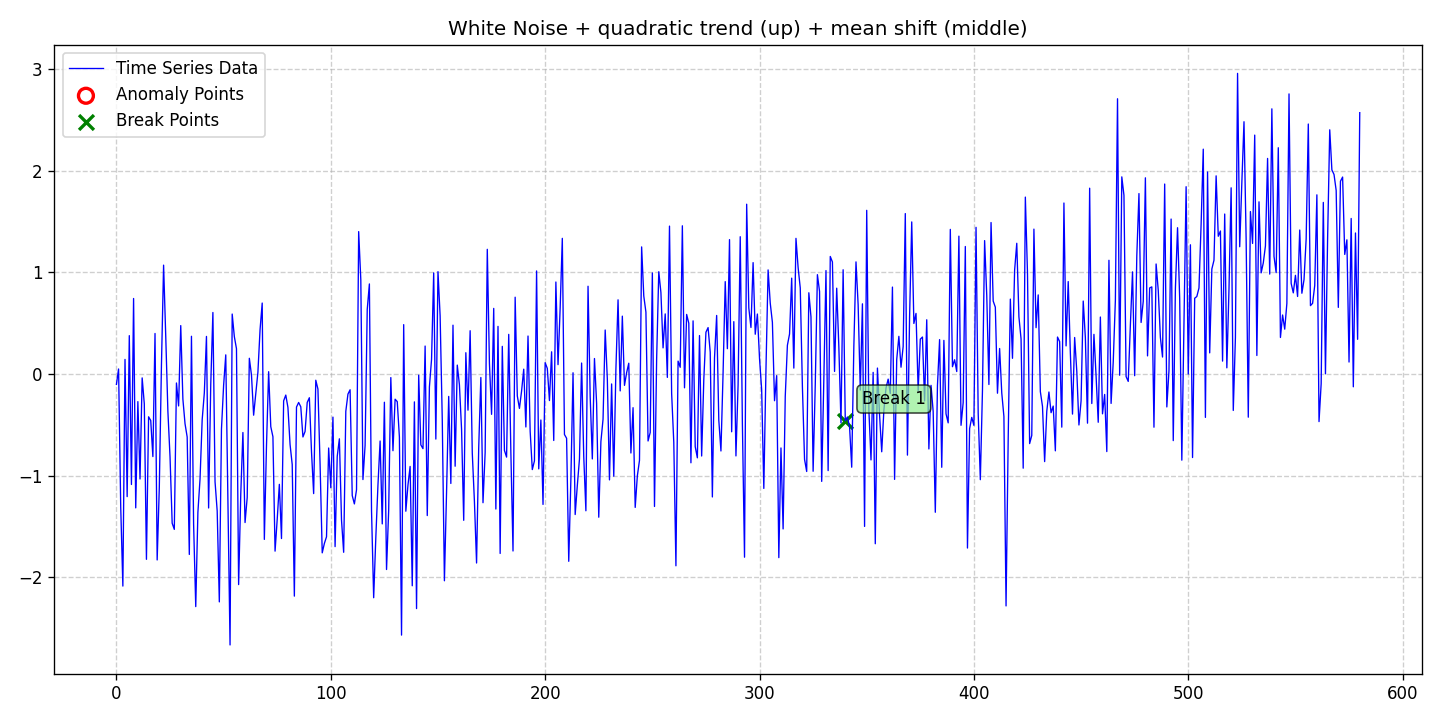 White Noise + quadratic trend (up) + mean shift (middle)
Time Series Data
Anomaly Points
Break Points
3
2
1
0
−1
−2
Break 1
0 100 200 300 400 500 600